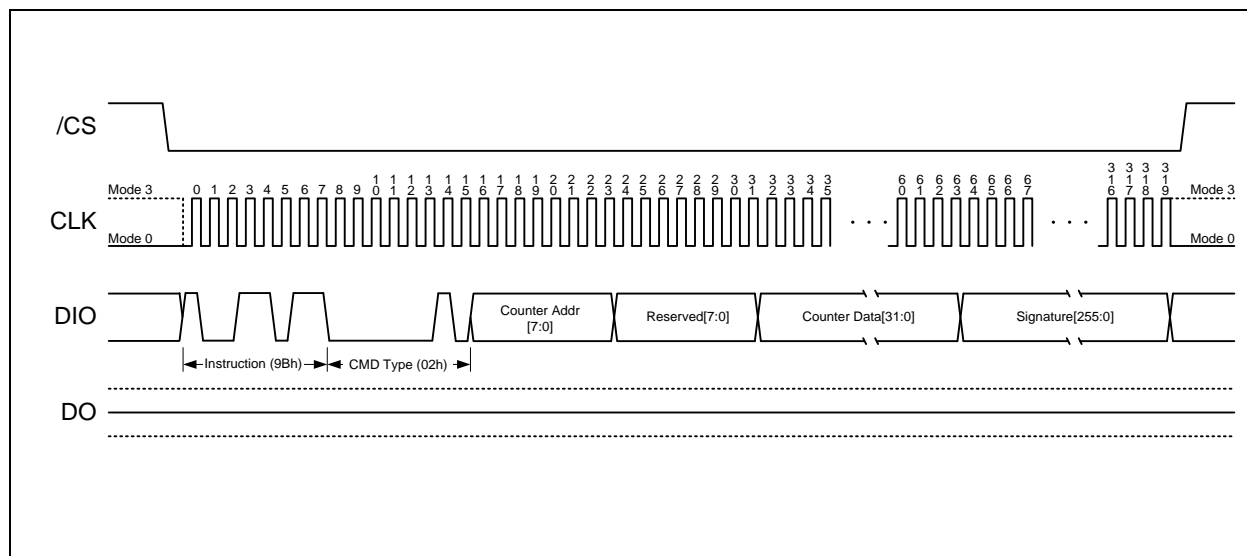 /CS
Mode 3
0 1 2 3 4 5 6 7 8 9 10 11 12 13 14 15 16 17 18 19 20 21 22 23 24 25 26 27 28 29 30 31 32 33 34 35 60 61 62 63 64 65 66 67 316 317 318 319
Mode 3
CLK
. . .
. . .
Mode 0
Mode 0
DIO
Counter Addr
[7:0]
Reserved[7:0]
Counter Data[31:0]
Signature[255:0]
Instruction (9Bh)
CMD Type (02h)
DO